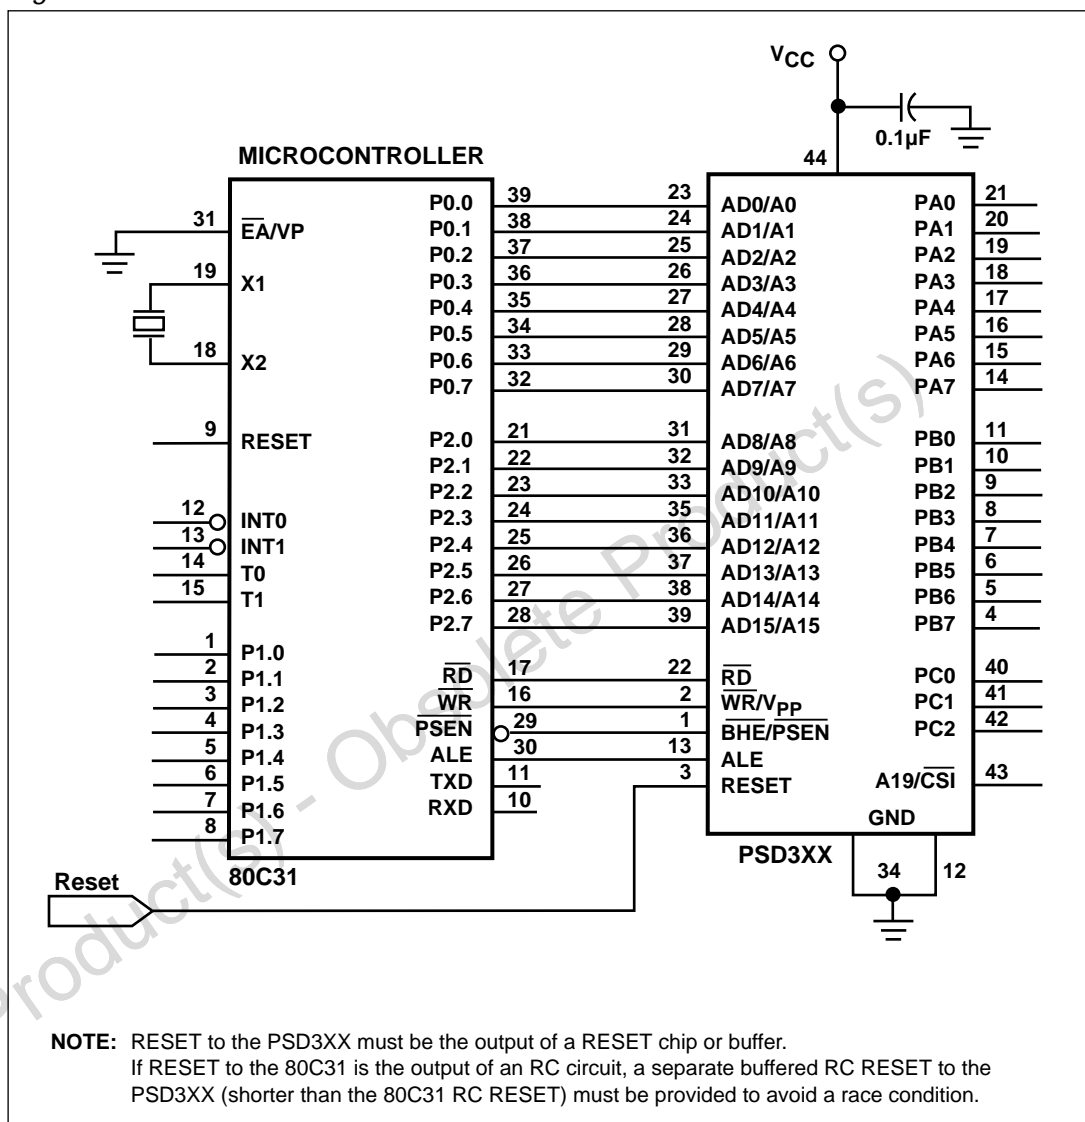 VCC
0.1µF
44
MICROCONTROLLER
31 EA/VP
19 X1
18 X2
9 RESET
12 INT0
13 INT1
14 T0
15 T1
1 P1.0
2 P1.1
3 P1.2
4 P1.3
5 P1.4
6 P1.5
7 P1.6
8 P1.7
P0.0 39
P0.1 38
P0.2 37
P0.3 36
P0.4 35
P0.5 34
P0.6 33
P0.7 32
P2.0 21
P2.1 22
P2.2 23
P2.3 24
P2.4 25
P2.5 26
P2.6 27
P2.7 28
RD 17
WR 16
PSEN 29
ALE 30
TXD 11
RXD 10
80C31
23 AD0/A0
24 AD1/A1
25 AD2/A2
26 AD3/A3
27 AD4/A4
28 AD5/A5
29 AD6/A6
30 AD7/A7
31 AD8/A8
32 AD9/A9
33 AD10/A10
35 AD11/A11
36 AD12/A12
37 AD13/A13
38 AD14/A14
39 AD15/A15
22 RD
2 WR/VPP
1 BHE/PSEN
13 ALE
3 RESET
PA0 21
PA1 20
PA2 19
PA3 18
PA4 17
PA5 16
PA6 15
PA7 14
PB0 11
PB1 10
PB2 9
PB3 8
PB4 7
PB5 6
PB6 5
PB7 4
PC0 40
PC1 41
PC2 42
A19/CSI 43
GND
PSD3XX
34 12
Reset
Product(s) - Obsolete Product(s)
NOTE: RESET to the PSD3XX must be the output of a RESET chip or buffer.
If RESET to the 80C31 is the output of an RC circuit, a separate buffered RC RESET to the
PSD3XX (shorter than the 80C31 RC RESET) must be provided to avoid a race condition.